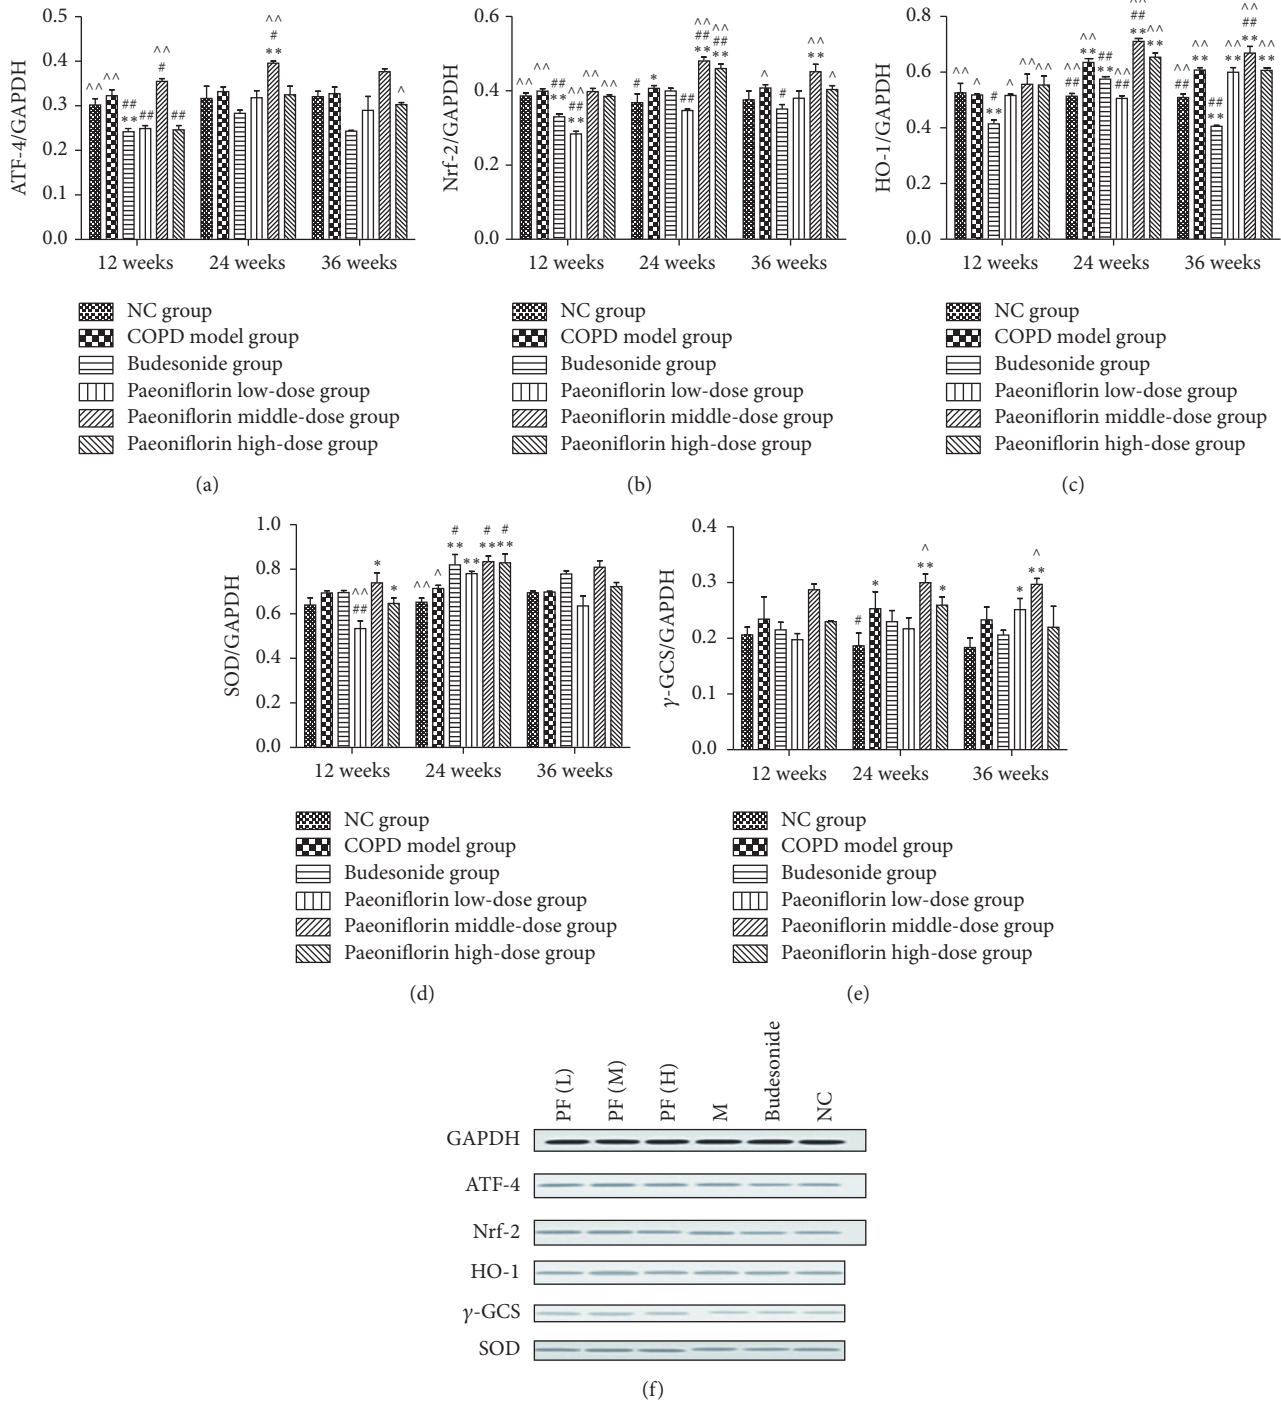 ATF-4/GAPDH
0.5
0.4
0.3
0.2
0.1
0.0
^^ ^^ ## ** ## ^^ # ##
^^ # **
^
12 weeks 24 weeks 36 weeks
NC group
COPD model group
Budesonide group
Paeoniflorin low-dose group
Paeoniflorin middle-dose group
Paeoniflorin high-dose group
(a)
Nrf-2/GAPDH
0.6
0.4
0.2
0.0
^^ ^^ ## ** ^^ ## ** ^^ ^^
# * ## ^^ ## ** ^^ ## **
^ # ^^ ** ^
12 weeks 24 weeks 36 weeks
NC group
COPD model group
Budesonide group
Paeoniflorin low-dose group
Paeoniflorin middle-dose group
Paeoniflorin high-dose group
(b)
HO-1/GAPDH
0.8
0.6
0.4
0.2
0.0
^^ ^ # ** ^ ^^ ^^
^^ ## ^^ ** ## ** ^^ ## ^^ ## ** ^^ **
^^ ## ^^ ** ## ** ^^ ** ^^ ## ** ^^ **
12 weeks 24 weeks 36 weeks
NC group
COPD model group
Budesonide group
Paeoniflorin low-dose group
Paeoniflorin middle-dose group
Paeoniflorin high-dose group
(c)
SOD/GAPDH
1.0
0.8
0.6
0.4
0.2
0.0
^^ ## * *
^^ ^ # ** ** # ** # **
12 weeks 24 weeks 36 weeks
NC group
COPD model group
Budesonide group
Paeoniflorin low-dose group
Paeoniflorin middle-dose group
Paeoniflorin high-dose group
(d)
γ-GCS/GAPDH
0.4
0.3
0.2
0.1
0.0
# * ^ ** *
* ^ **
12 weeks 24 weeks 36 weeks
NC group
COPD model group
Budesonide group
Paeoniflorin low-dose group
Paeoniflorin middle-dose group
Paeoniflorin high-dose group
(e)
PF (L) PF (M) PF (H) M Budesonide NC
GAPDH
ATF-4
Nrf-2
HO-1
γ-GCS
SOD
(f)